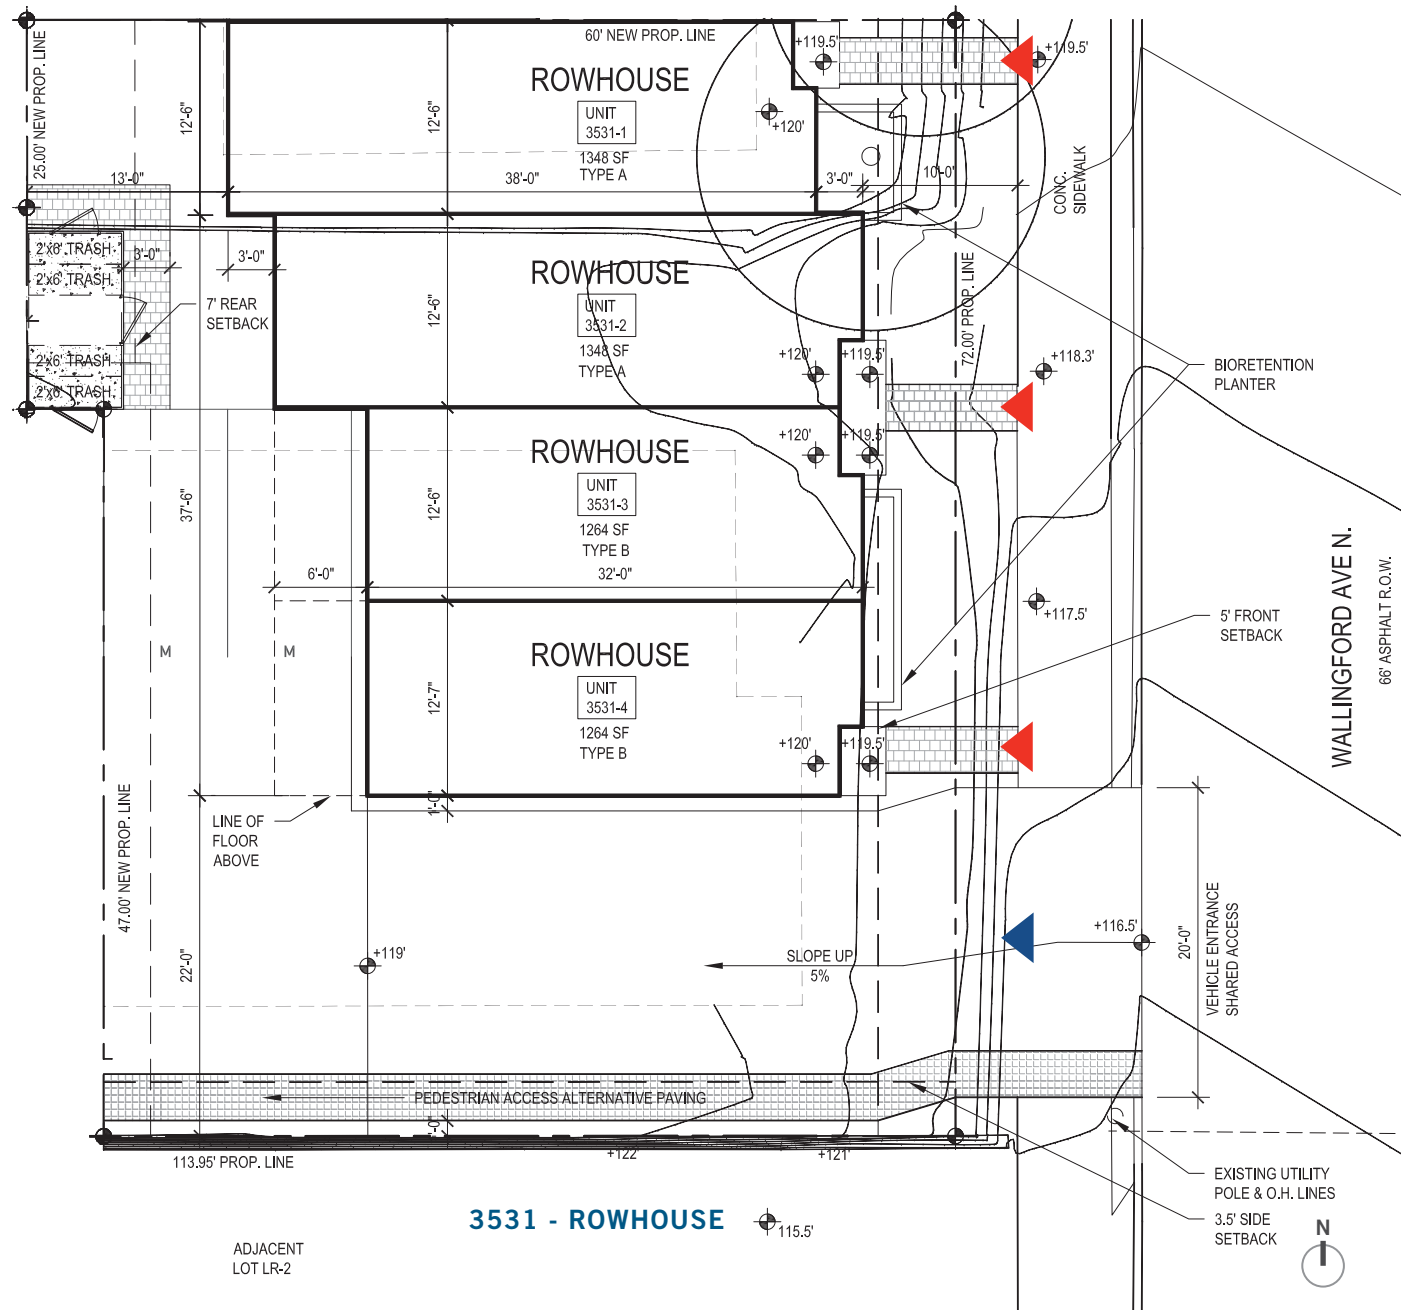 60' NEW PROP. LINE
+119.5'
+119.5'
25.00' NEW PROP. LINE
12'-6"
12'-6"
ROWHOUSE
UNIT
3531-1
1348 SF
TYPE A
+120'
13'-0"
38'-0"
3'-0"
10'-0"
CONC.
SIDEWALK
2'x6' TRASH
2'x6' TRASH
2'x6' TRASH
2'x6' TRASH
3'-0"
3'-0"
7' REAR
SETBACK
12'-6"
ROWHOUSE
UNIT
3531-2
1348 SF
TYPE A
72.00' PROP. LINE
+120'
+119.5'
+118.3'
BIORETENTION
PLANTER
37'-6"
12'-6"
ROWHOUSE
UNIT
3531-3
1264 SF
TYPE B
+120'
+119.5'
6'-0"
32'-0"
+117.5'
5' FRONT
SETBACK
WALLINGFORD AVE N.
66' ASPHALT R.O.W.
M
M
12'-7"
ROWHOUSE
UNIT
3531-4
1264 SF
TYPE B
+120'
+119.5'
1'-0"
LINE OF
FLOOR
ABOVE
47.00' NEW PROP. LINE
22'-0"
+119'
SLOPE UP
5%
+116.5'
20'-0"
VEHICLE ENTRANCE
SHARED ACCESS
PEDESTRIAN ACCESS ALTERNATIVE PAVING
113.95' PROP. LINE
+122'
+121'
EXISTING UTILITY
POLE & O.H. LINES
3.5' SIDE
SETBACK
3531 - ROWHOUSE
115.5'
ADJACENT
LOT LR-2
N